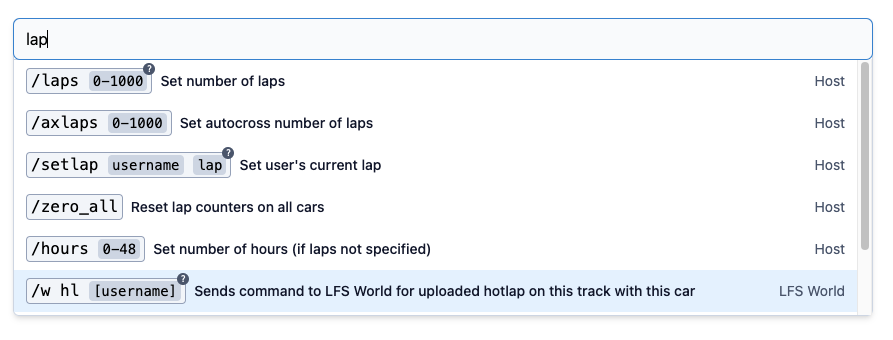 lap
/laps 0–1000 ? Set number of laps Host
/axlaps 0–1000 Set autocross number of laps Host
/setlap username lap ? Set user's current lap Host
/zero_all Reset lap counters on all cars Host
/hours 0–48 Set number of hours (if laps not specified) Host
/w hl [username] ? Sends command to LFS World for uploaded hotlap on this track with this car LFS World